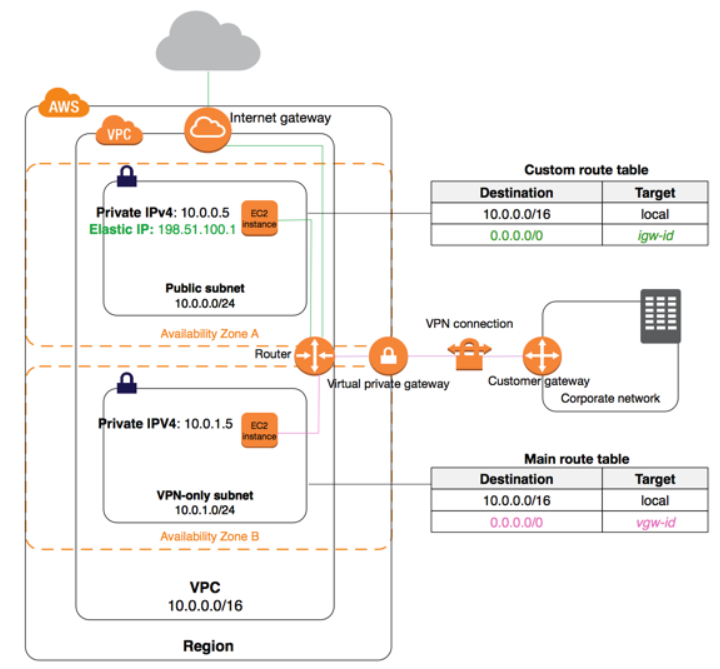 AWS
Internet gateway
VPC
Private IPv4: 10.0.0.5
EC2
instance
Elastic IP: 198.51.100.1
Public subnet
10.0.0.0/24
Availability Zone A
Custom route table
Destination Target
10.0.0.0/16 local
0.0.0.0/0 igw-id
Router
Virtual private gateway
VPN connection
Customer gateway
Corporate network
Private IPV4: 10.0.1.5
EC2
instance
VPN-only subnet
10.0.1.0/24
Availability Zone B
Main route table
Destination Target
10.0.0.0/16 local
0.0.0.0/0 vgw-id
VPC
10.0.0.0/16
Region